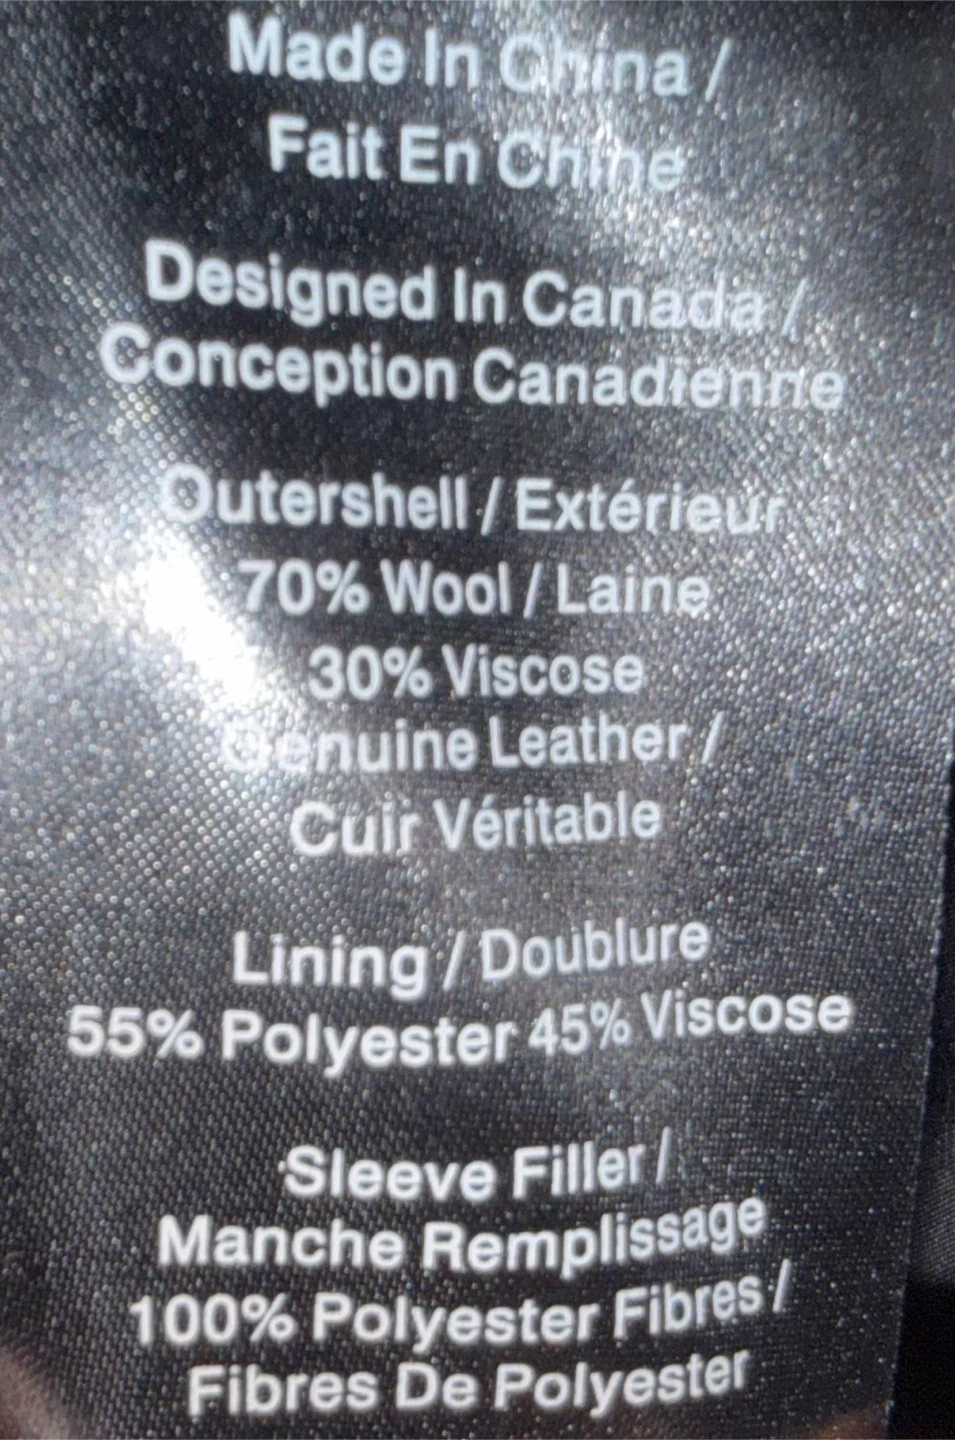 Made In China /
Fait En Chine
Designed In Canada /
Conception Canadienne
Outershell / Extérieur
70% Wool / Laine
30% Viscose
Genuine Leather /
Cuir Véritable
Lining / Doublure
55% Polyester 45% Viscose
Sleeve Filler /
Manche Remplissage
100% Polyester Fibres /
Fibres De Polyester